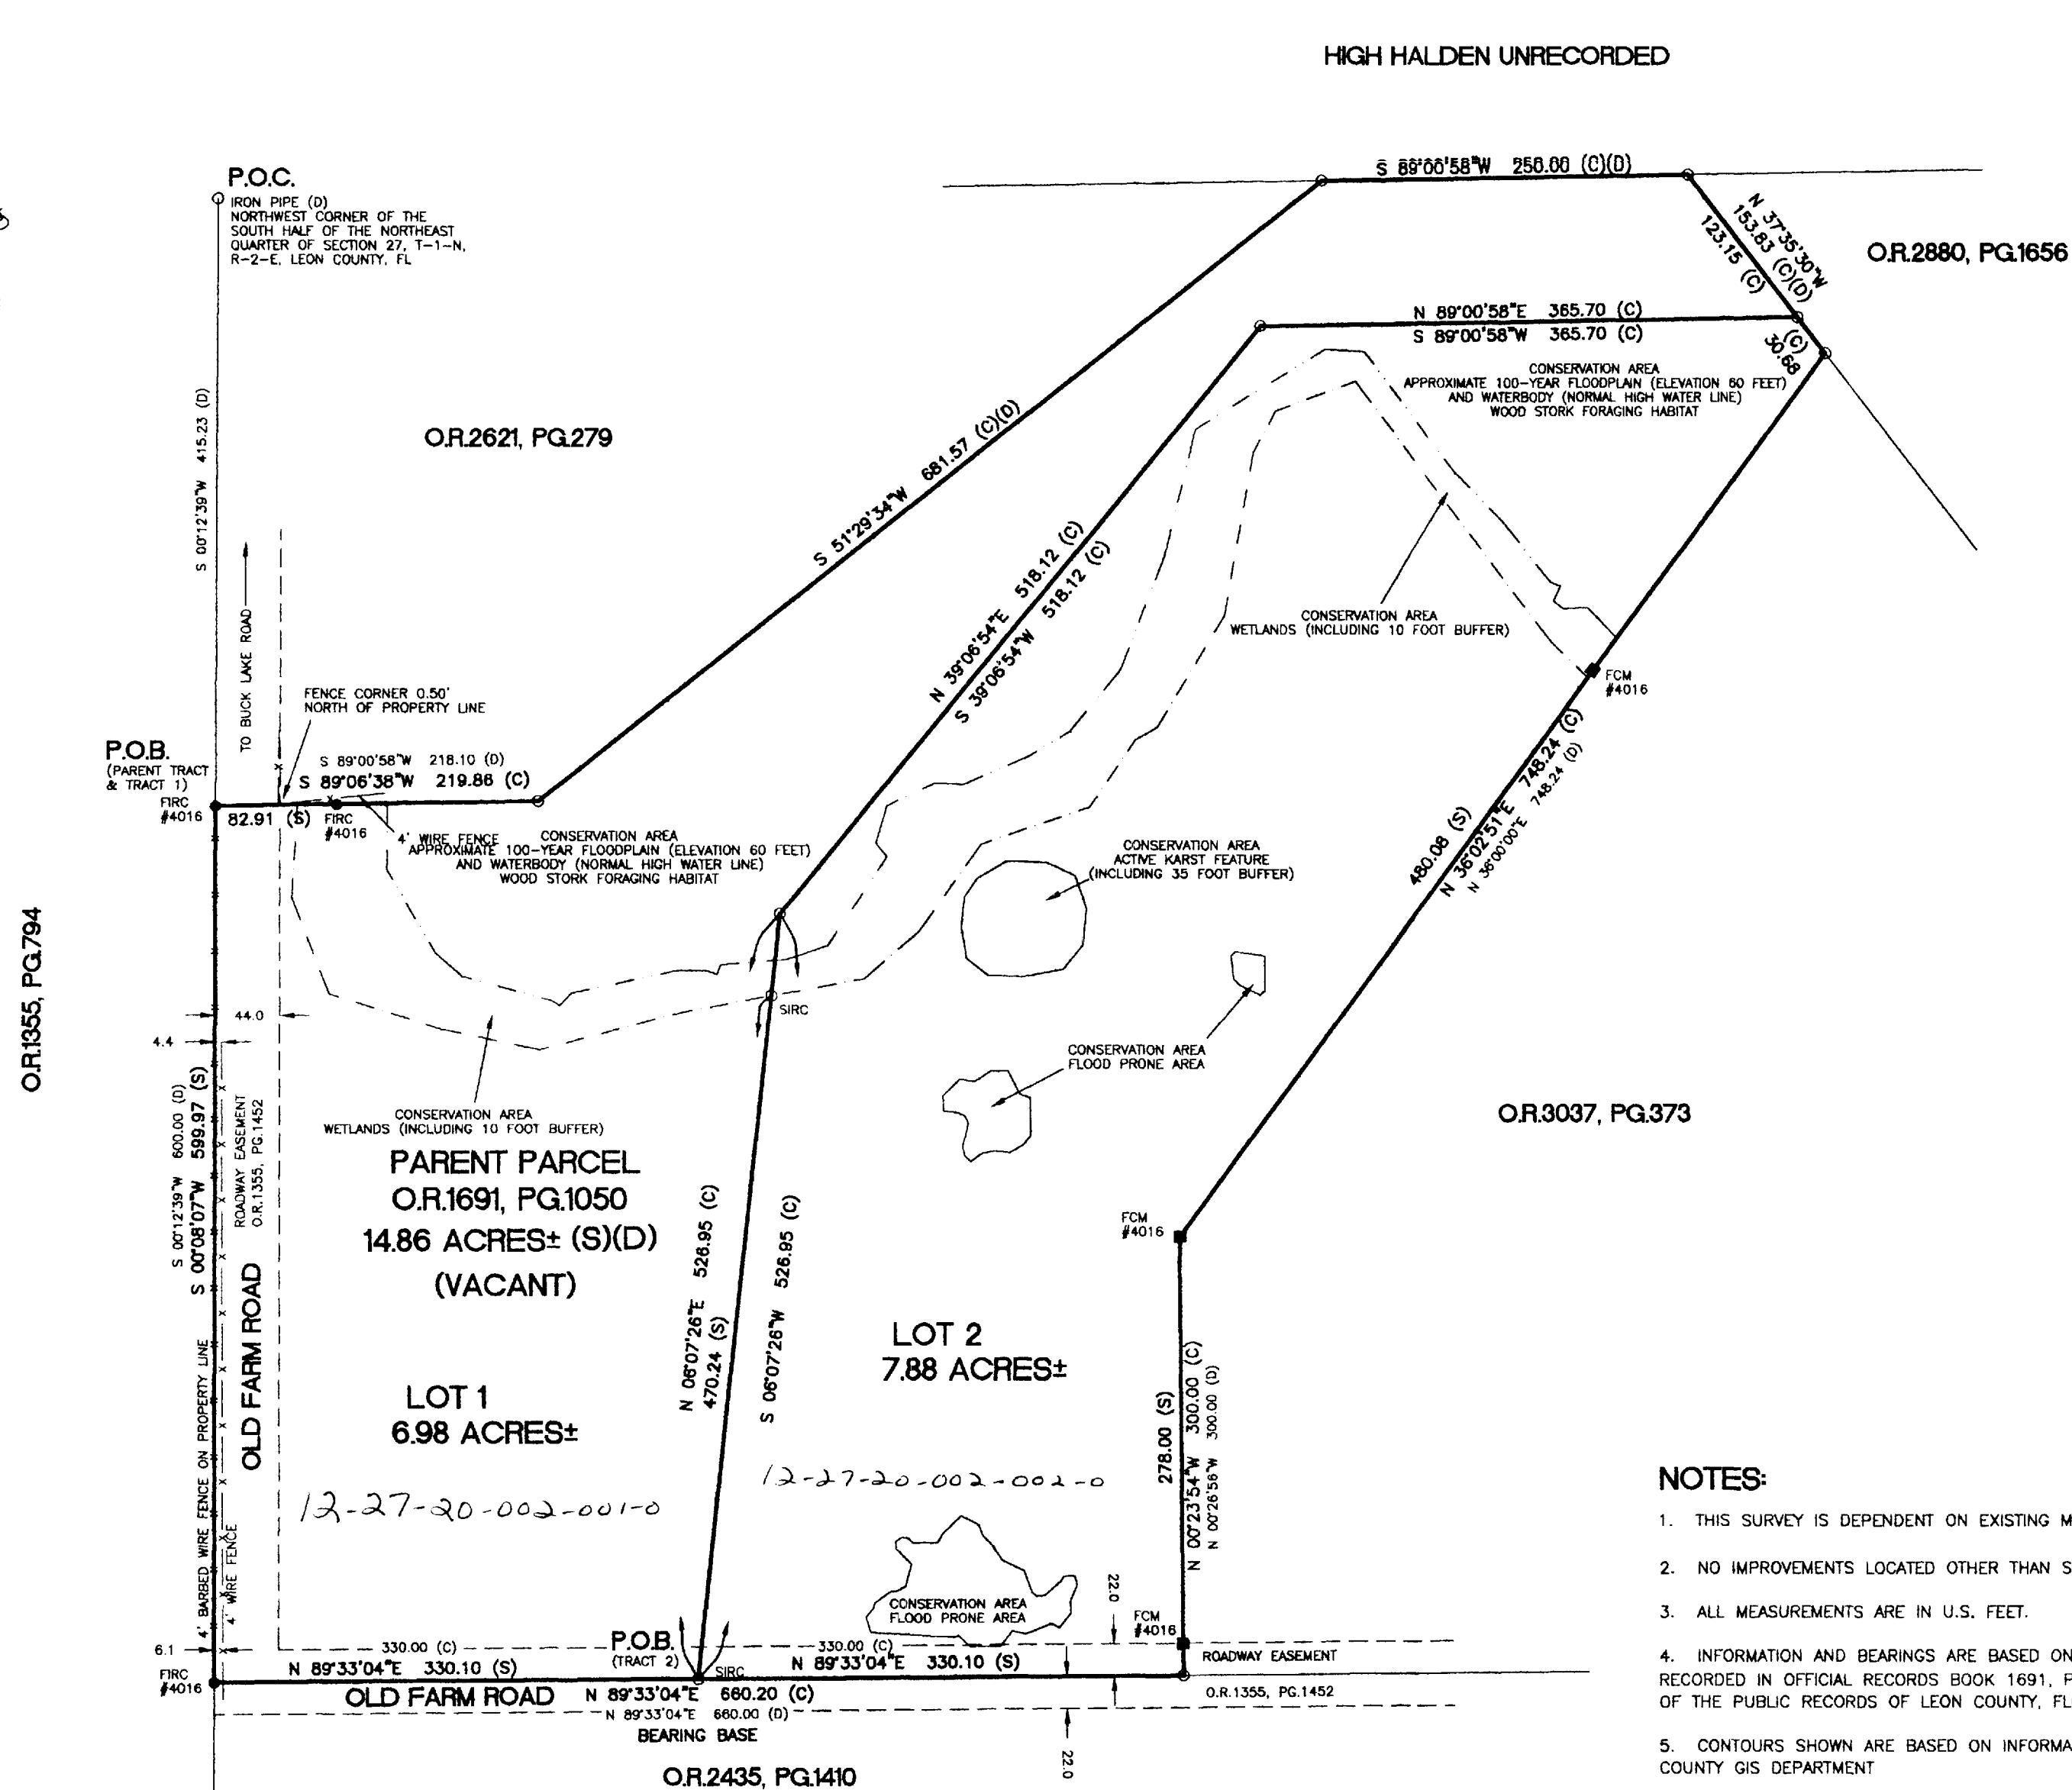 HIGH HALDEN UNRECORDED
S 89°00'58"W 250.00 (C)(D)
P.O.C.
IRON PIPE (D)
NORTHWEST CORNER OF THE
SOUTH HALF OF THE NORTHEAST
QUARTER OF SECTION 27, T-1-N,
R-2-E, LEON COUNTY, FL
N 37°35'30"W
153.83 (C)(D)
123.15 (C)
O.R.2880, PG.1656
N 89°00'58"E 365.70 (C)
S 89°00'58"W 365.70 (C)
(C)
30.68
CONSERVATION AREA
APPROXIMATE 100-YEAR FLOODPLAIN (ELEVATION 60 FEET)
AND WATERBODY (NORMAL HIGH WATER LINE)
WOOD STORK FORAGING HABITAT
S 00°12'39"W 415.23 (D)
O.R.2621, PG.279
S 51°29'34"W 681.57 (C)(D)
N 39°06'54"E 518.12 (C)
S 39°06'54"W 518.12 (C)
CONSERVATION AREA
WETLANDS (INCLUDING 10 FOOT BUFFER)
TO BUCK LAKE ROAD
FENCE CORNER 0.50'
NORTH OF PROPERTY LINE
FCM
#4016
P.O.B.
(PARENT TRACT
& TRACT 1)
FIRC
#4016
S 89°00'58"W 218.10 (D)
S 89°06'38"W 219.86 (C)
82.91 (S)
FIRC
#4016
4' WIRE FENCE
CONSERVATION AREA
APPROXIMATE 100-YEAR FLOODPLAIN (ELEVATION 60 FEET)
AND WATERBODY (NORMAL HIGH WATER LINE)
WOOD STORK FORAGING HABITAT
480.08 (S)
N 36°02'51"E 748.24 (C)
N 36°00'00"E 748.24 (D)
CONSERVATION AREA
ACTIVE KARST FEATURE
(INCLUDING 35 FOOT BUFFER)
O.R.1355, PG.794
44.0
4.4
SIRC
CONSERVATION AREA
FLOOD PRONE AREA
S 00°12'39"W 600.00 (D)
S 00°08'07"W 599.97 (S)
ROADWAY EASEMENT
O.R.1355, PG.1452
CONSERVATION AREA
WETLANDS (INCLUDING 10 FOOT BUFFER)
O.R.3037, PG.373
PARENT PARCEL
O.R.1691, PG.1050
14.86 ACRES± (S)(D)
(VACANT)
FCM
#4016
N 06°07'26"E 526.95 (C)
470.24 (S)
S 06°07'26"W 526.95 (C)
LOT 2
7.88 ACRES±
LOT 1
6.98 ACRES±
OLD FARM ROAD
4' BARBED WIRE FENCE ON PROPERTY LINE
4' WIRE FENCE
278.00 (S)
N 00°23'54"W 300.00 (C)
N 00°26'56"W 300.00 (D)
12-27-20-002-001-0
12-27-20-002-002-0
CONSERVATION AREA
FLOOD PRONE AREA
22.0
FCM
#4016
6.1
330.00 (C)
P.O.B.
(TRACT 2)
330.00 (C)
ROADWAY EASEMENT
FIRC
#4016
N 89°33'04"E 330.10 (S)
SIRC
N 89°33'04"E 330.10 (S)
OLD FARM ROAD
N 89°33'04"E 660.20 (C)
O.R.1355, PG.1452
N 89°33'04"E 660.00 (D)
BEARING BASE
22.0
O.R.2435, PG.1410
NOTES:
1. THIS SURVEY IS DEPENDENT ON EXISTING M
2. NO IMPROVEMENTS LOCATED OTHER THAN S
3. ALL MEASUREMENTS ARE IN U.S. FEET.
4. INFORMATION AND BEARINGS ARE BASED ON
RECORDED IN OFFICIAL RECORDS BOOK 1691, P
OF THE PUBLIC RECORDS OF LEON COUNTY, FL
5. CONTOURS SHOWN ARE BASED ON INFORMA
COUNTY GIS DEPARTMENT